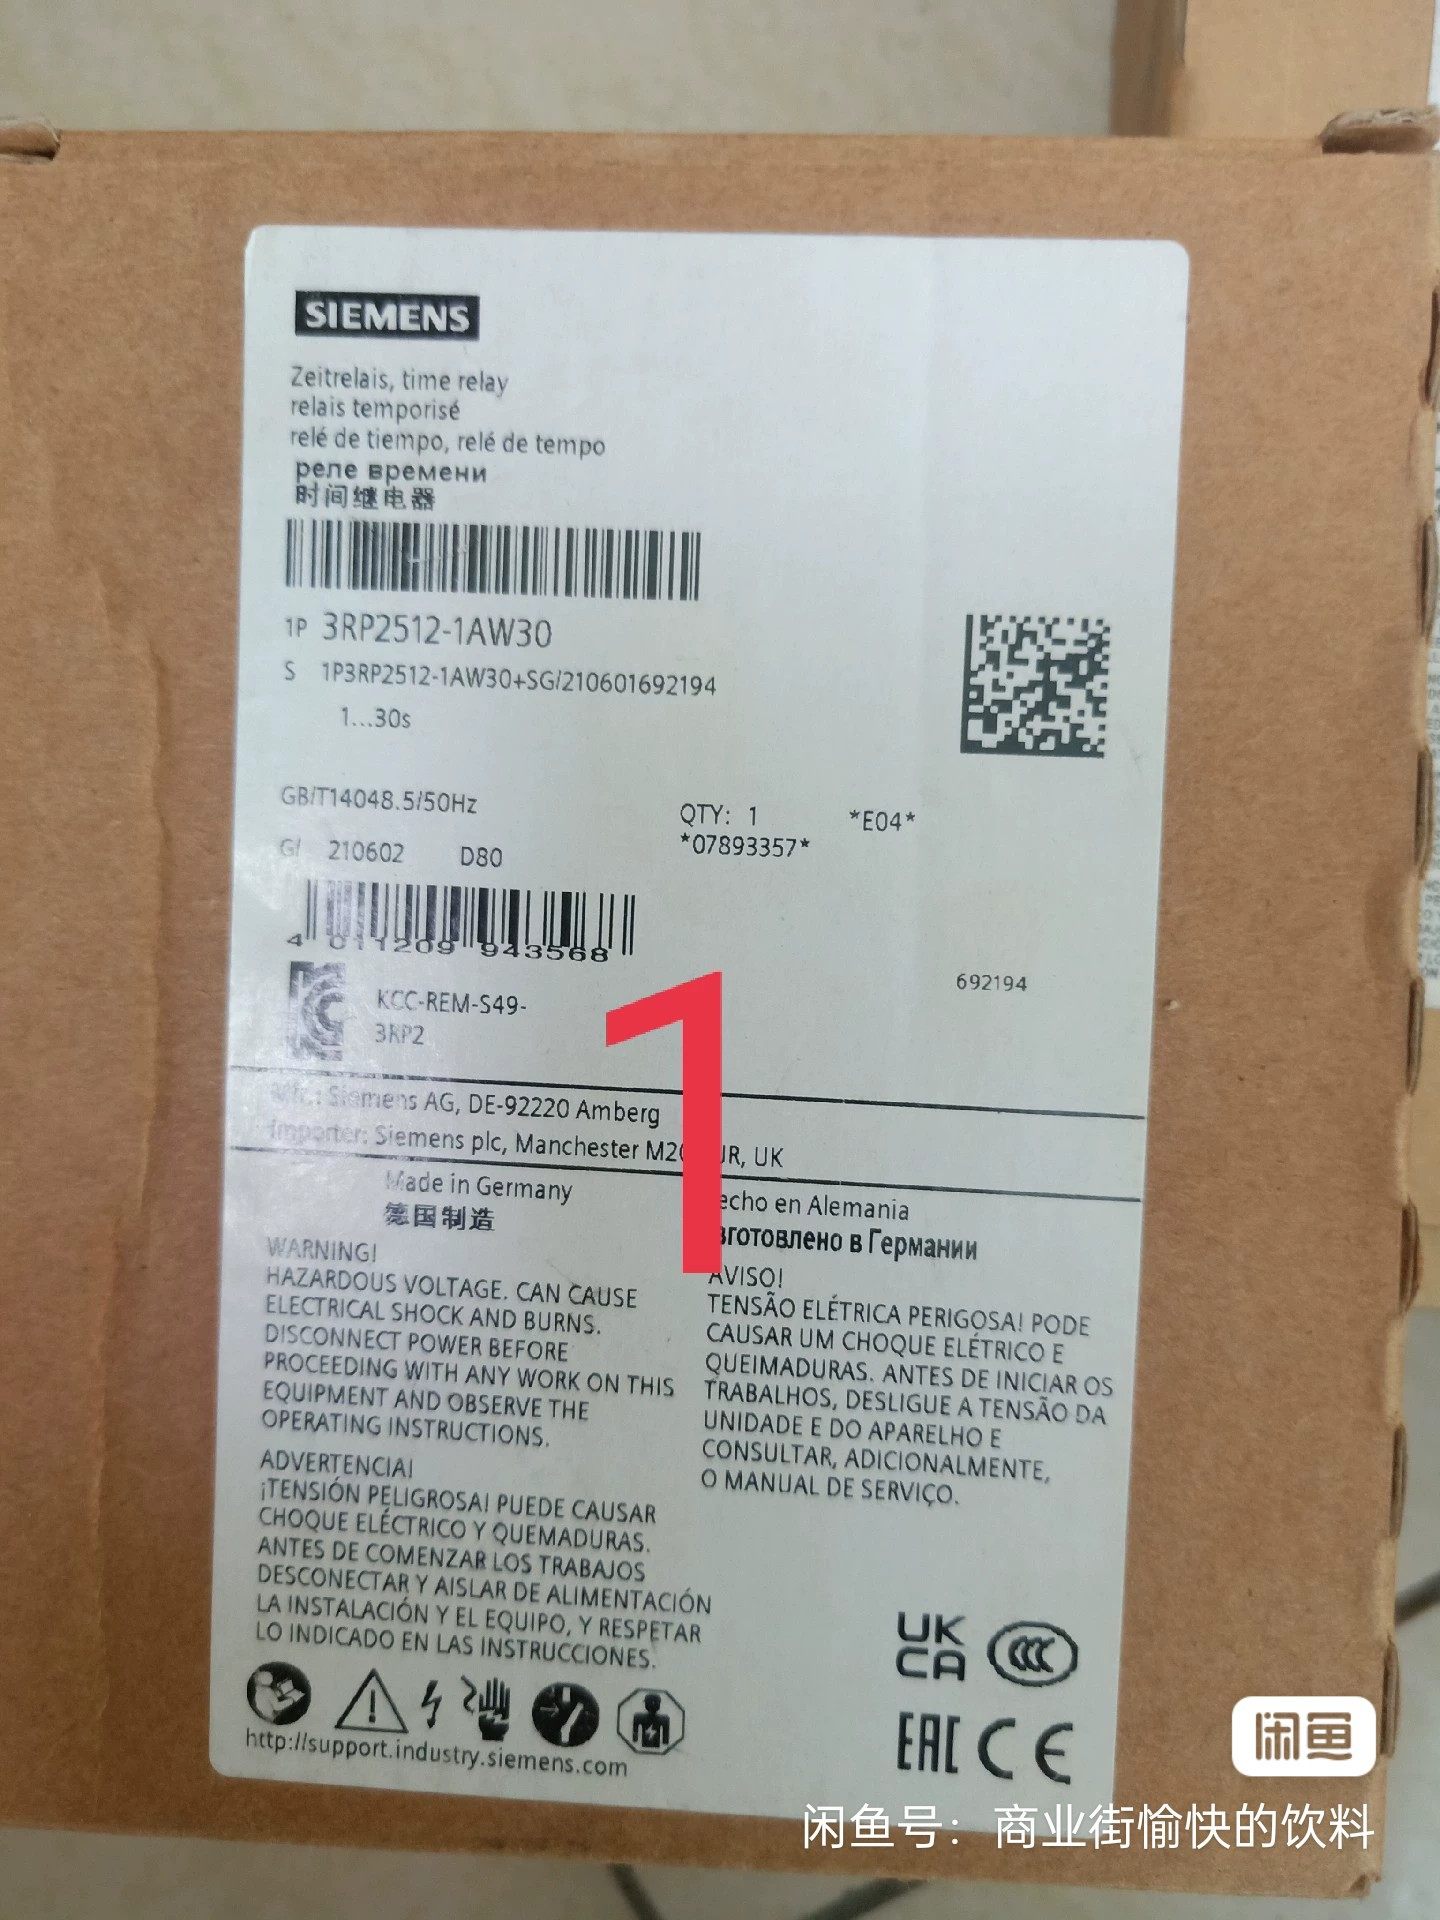 SIEMENS
Zeitrelais, time relay
relais temporisé
relé de tiempo, relé de tempo
реле времени
时间继电器
1P 3RP2512-1AW30
S 1P3RP2512-1AW30+SG/210601692194
1...30s
GB/T14048.5/50Hz
QTY: 1 *E04*
*07893357*
G/ 210602 D80
4 011209 943568
692194
KCC-REM-S49-
3RP2
1
Mfr.: Siemens AG, DE-92220 Amberg
Importer: Siemens plc, Manchester UK
Made in Germany
德国制造
en Alemania
в Германии
WARNING!
HAZARDOUS VOLTAGE. CAN CAUSE
ELECTRICAL SHOCK AND BURNS.
DISCONNECT POWER BEFORE
PROCEEDING WITH ANY WORK ON THIS
EQUIPMENT AND OBSERVE THE
OPERATING INSTRUCTIONS.
ADVERTENCIA!
¡TENSIÓN PELIGROSA! PUEDE CAUSAR
CHOQUE ELÉCTRICO Y QUEMADURAS.
ANTES DE COMENZAR LOS TRABAJOS
DESCONECTAR Y AISLAR DE ALIMENTACIÓN
LA INSTALACIÓN Y EL EQUIPO, Y RESPETAR
LO INDICADO EN LAS INSTRUCCIONES.
AVISO!
TENSÃO ELÉTRICA PERIGOSA! PODE
CAUSAR UM CHOQUE ELÉTRICO E
QUEIMADURAS. ANTES DE INICIAR OS
TRABALHOS, DESLIGUE A TENSÃO DA
UNIDADE E DO APARELHO E
CONSULTAR, ADICIONALMENTE,
O MANUAL DE SERVIÇO.
UK
CA
CCC
EAC CE
http://support.industry.siemens.com
闲鱼
闲鱼号：商业街愉快的饮料